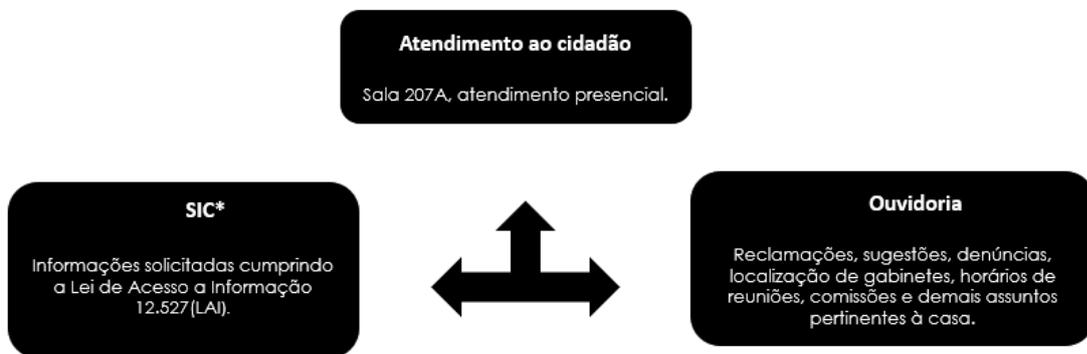 Atendimento ao cidadão
Sala 207A, atendimento presencial.
SIC*
Informações solicitadas cumprindo
a Lei de Acesso a Informação
12.527(LAI).
Ouvidoria
Reclamações, sugestões, denúncias,
localização de gabinetes, horários de
reuniões, comissões e demais assuntos
pertinentes à casa.